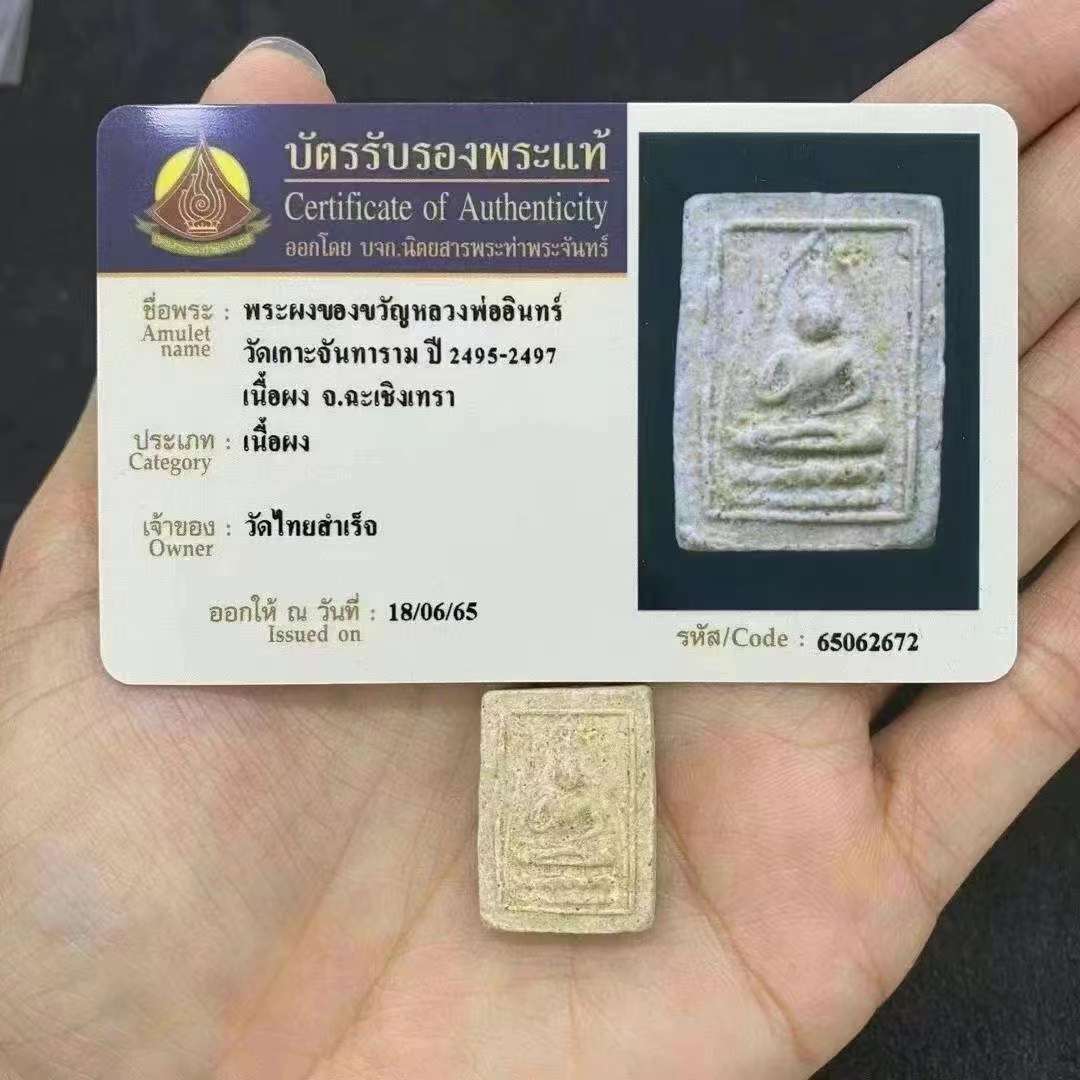 บัตรรับรองพระแท้
Certificate of Authenticity
ออกโดย บจก.นิตยสารพระท่าพระจันทร์
ชื่อพระ : พระผงของขวัญหลวงพ่ออินทร์
Amulet name
วัดเกาะจันทาราม ปี 2495-2497
เนื้อผง จ.ฉะเชิงเทรา
ประเภท : เนื้อผง
Category
เจ้าของ : วัดไทยสำเร็จ
Owner
ออกให้ ณ วันที่ : 18/06/65
Issued on
รหัส/Code : 65062672